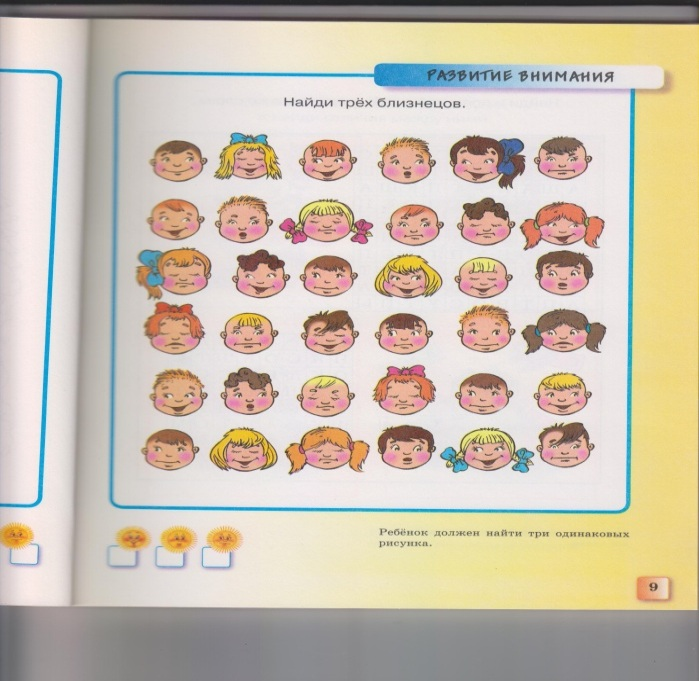 РАЗВИТИЕ ВНИМАНИЯ
Найди трёх близнецов.
Ребёнок должен найти три одинаковых
рисунка.
9